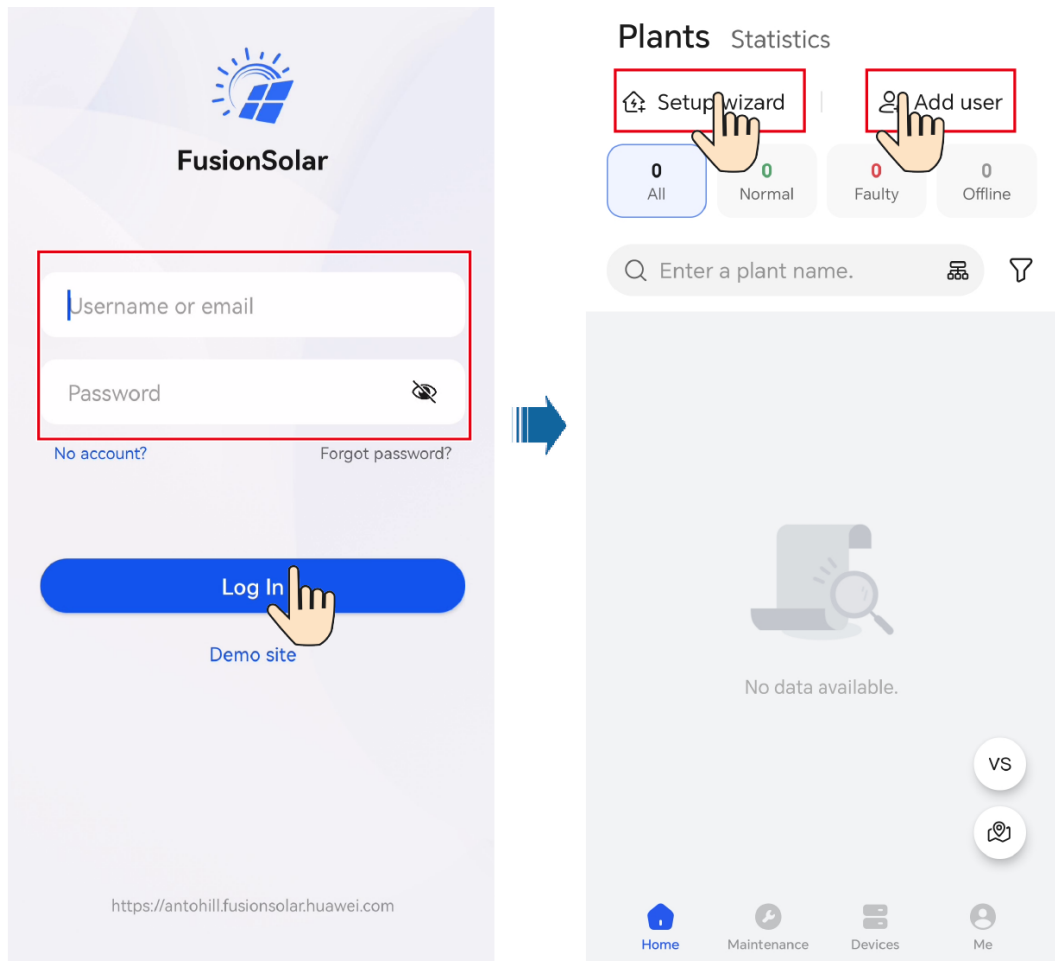 FusionSolar
Username or email
Password
No account?
Forgot password?
Log In
Demo site
https://antohill.fusionsolar.huawei.com
Plants Statistics
Setup wizard
Add user
0
All
0
Normal
0
Faulty
0
Offline
Enter a plant name.
No data available.
VS
Home
Maintenance
Devices
Me